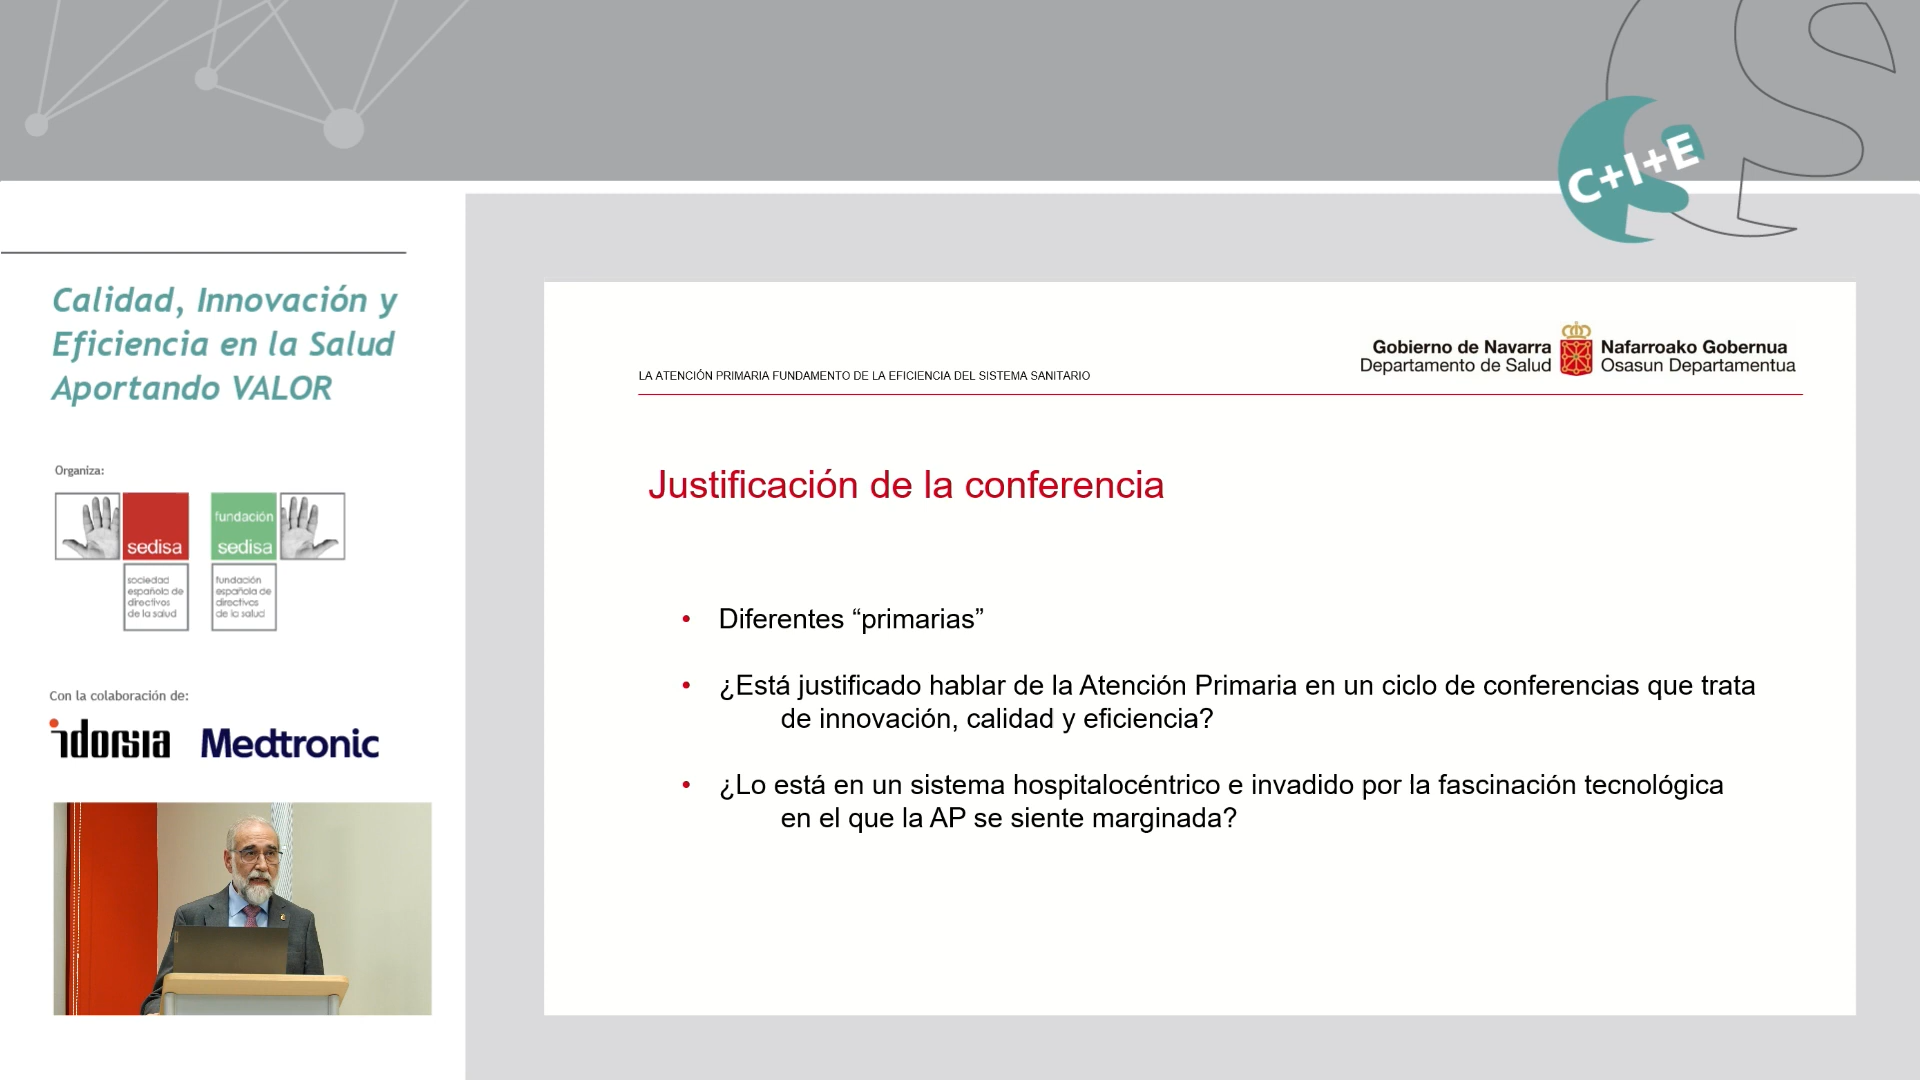 C+I+E
Calidad, Innovación y
Eficiencia en la Salud
Aportando VALOR
Organiza:
sedisa
sociedad
española de
directivos
de la salud
fundación
sedisa
fundación
española de
directivos
de la salud
Con la colaboración de:
idorsia
Medtronic
LA ATENCIÓN PRIMARIA FUNDAMENTO DE LA EFICIENCIA DEL SISTEMA SANITARIO
Gobierno de Navarra
Departamento de Salud
Nafarroako Gobernua
Osasun Departamentua
Justificación de la conferencia
• Diferentes “primarias”
• ¿Está justificado hablar de la Atención Primaria en un ciclo de conferencias que trata
de innovación, calidad y eficiencia?
• ¿Lo está en un sistema hospitalocéntrico e invadido por la fascinación tecnológica
en el que la AP se siente marginada?